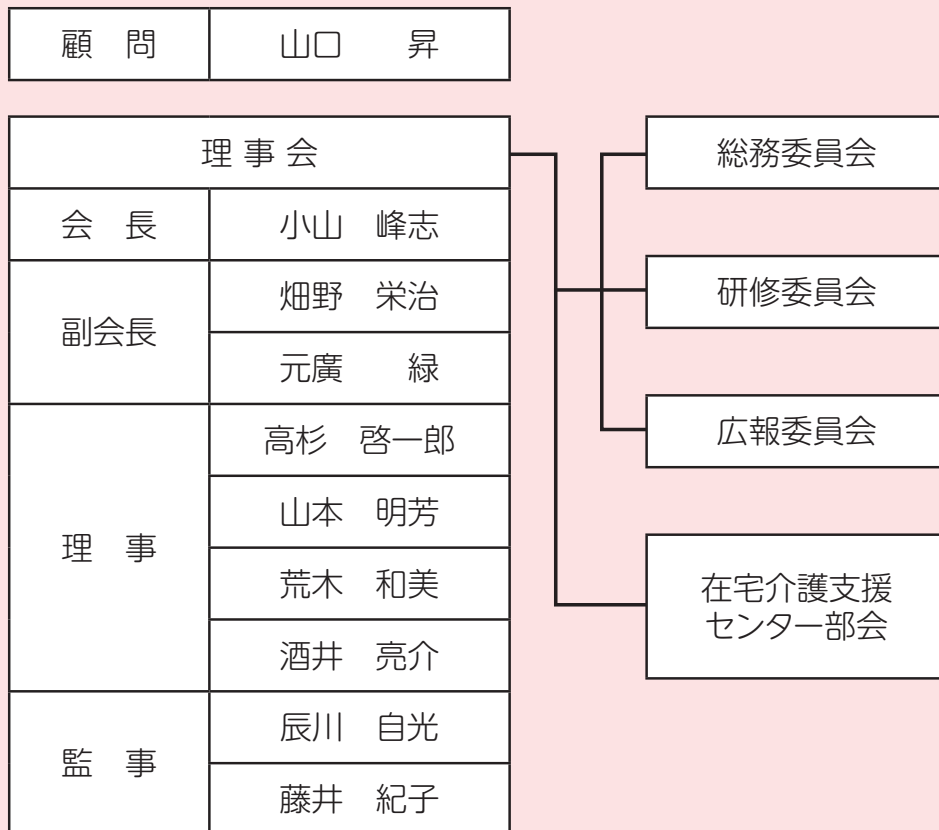 顧 問 山口 昇
理事会
会 長 小山 峰志
副会長
畑野 栄治
元廣 緑
理 事
高杉 啓一郎
山本 明芳
荒木 和美
酒井 亮介
監 事
辰川 自光
藤井 紀子
総務委員会
研修委員会
広報委員会
在宅介護支援
センター部会